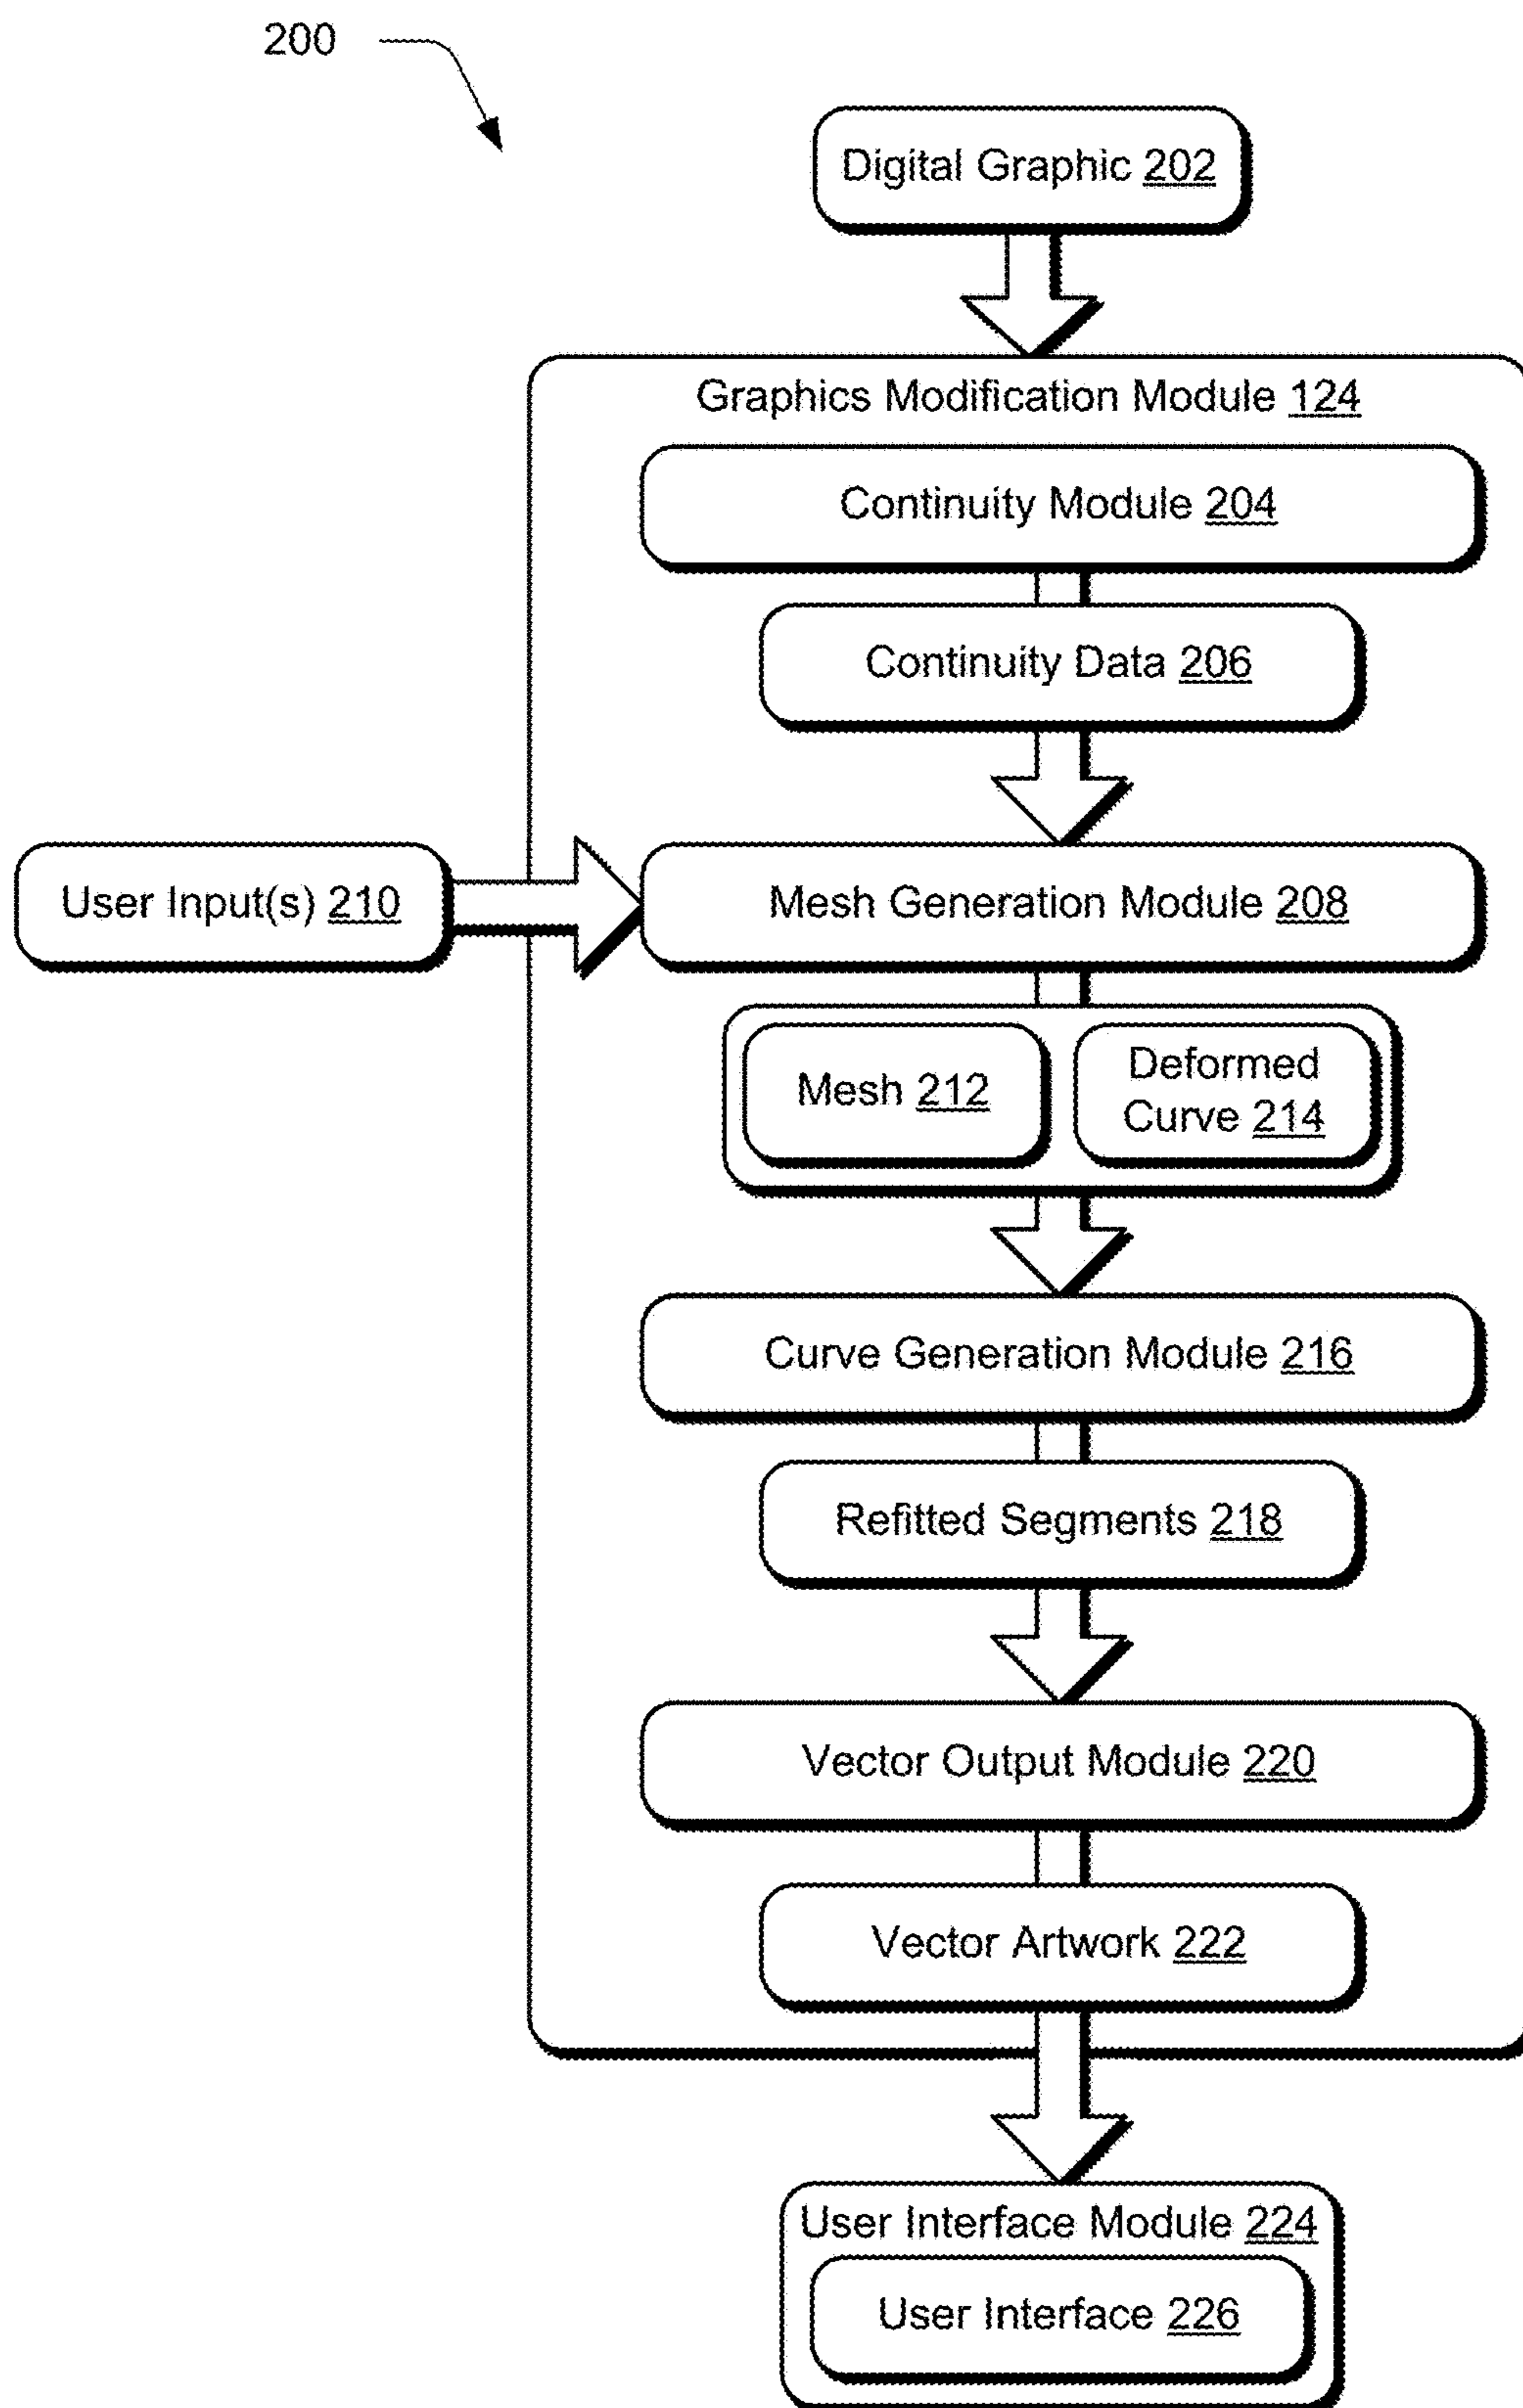 200
Digital Graphic 202
Graphics Modification Module 124
Continuity Module 204
Continuity Data 206
User Input(s) 210
Mesh Generation Module 208
Mesh 212
Deformed
Curve 214
Curve Generation Module 216
Refitted Segments 218
Vector Output Module 220
Vector Artwork 222
User Interface Module 224
User Interface 226